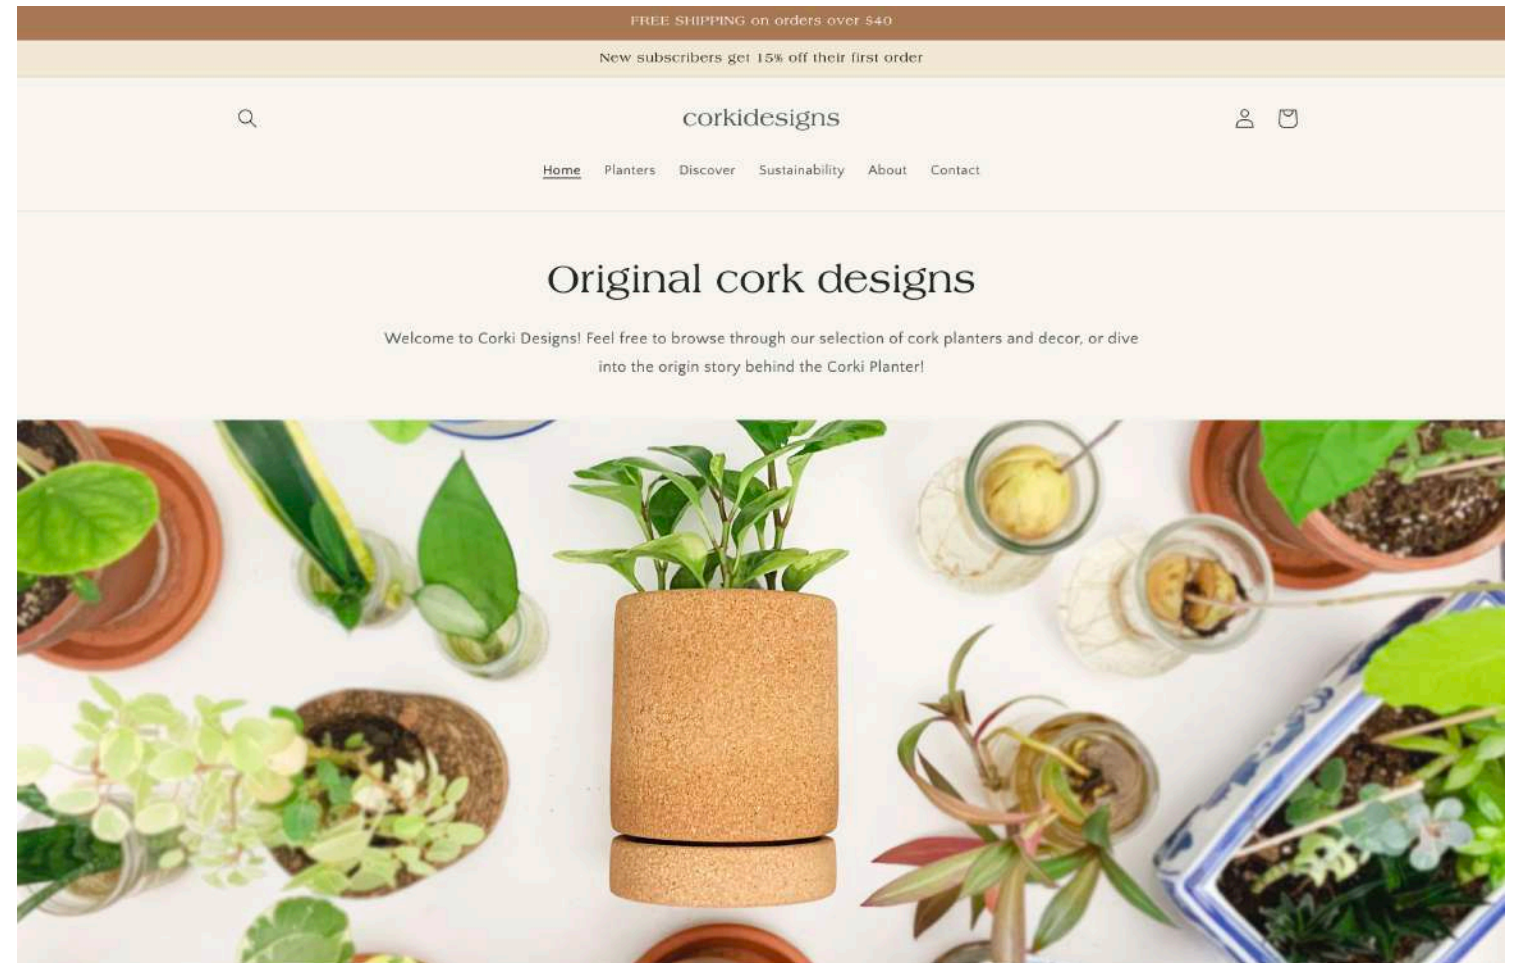 FREE SHIPPING on orders over $40
New subscribers get 15% off their first order
corkidesigns
Home Planters Discover Sustainability About Contact
Original cork designs
Welcome to Corki Designs! Feel free to browse through our selection of cork planters and decor, or dive
into the origin story behind the Corki Planter!